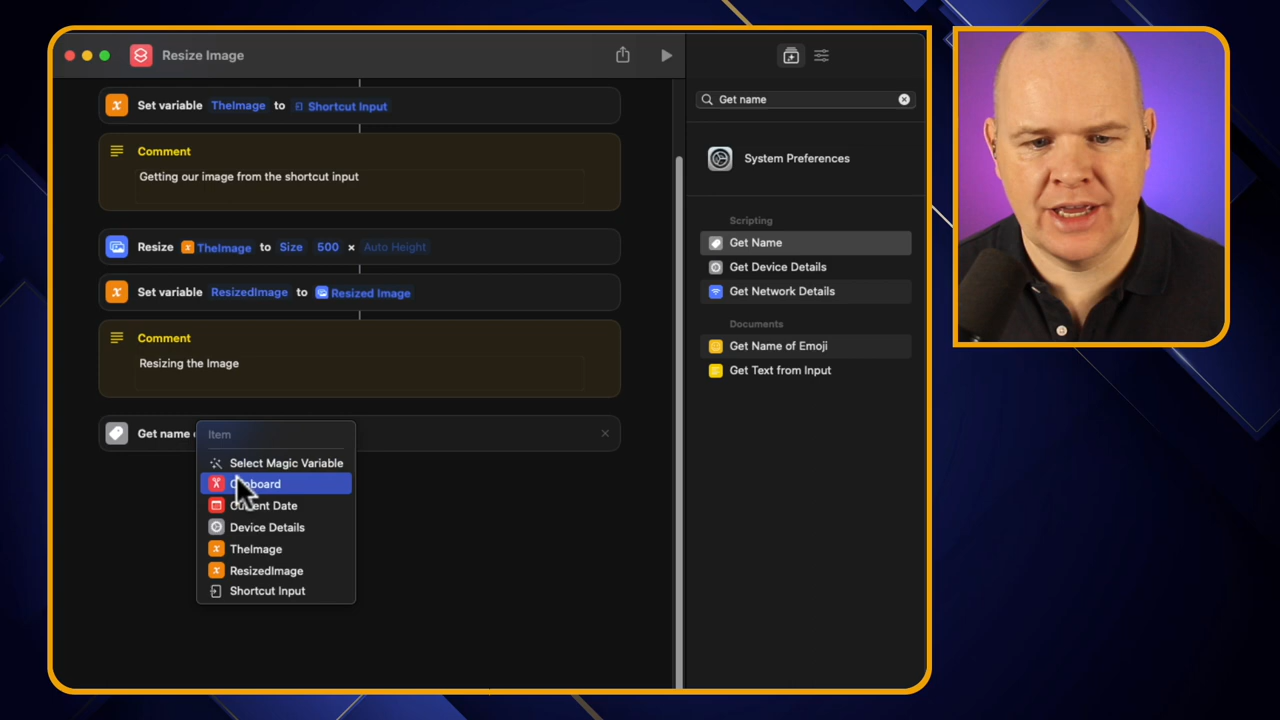 Resize Image
Set variable TheImage to Shortcut Input
Comment
Getting our image from the shortcut input
Resize TheImage to Size 500 × Auto Height
Set variable ResizedImage to Resized Image
Comment
Resizing the Image
Get name
Item
Select Magic Variable
Date
Device Details
TheImage
ResizedImage
Shortcut Input
Get name
System Preferences
Scripting
Get Name
Get Device Details
Get Network Details
Documents
Get Name of Emoji
Get Text from Input